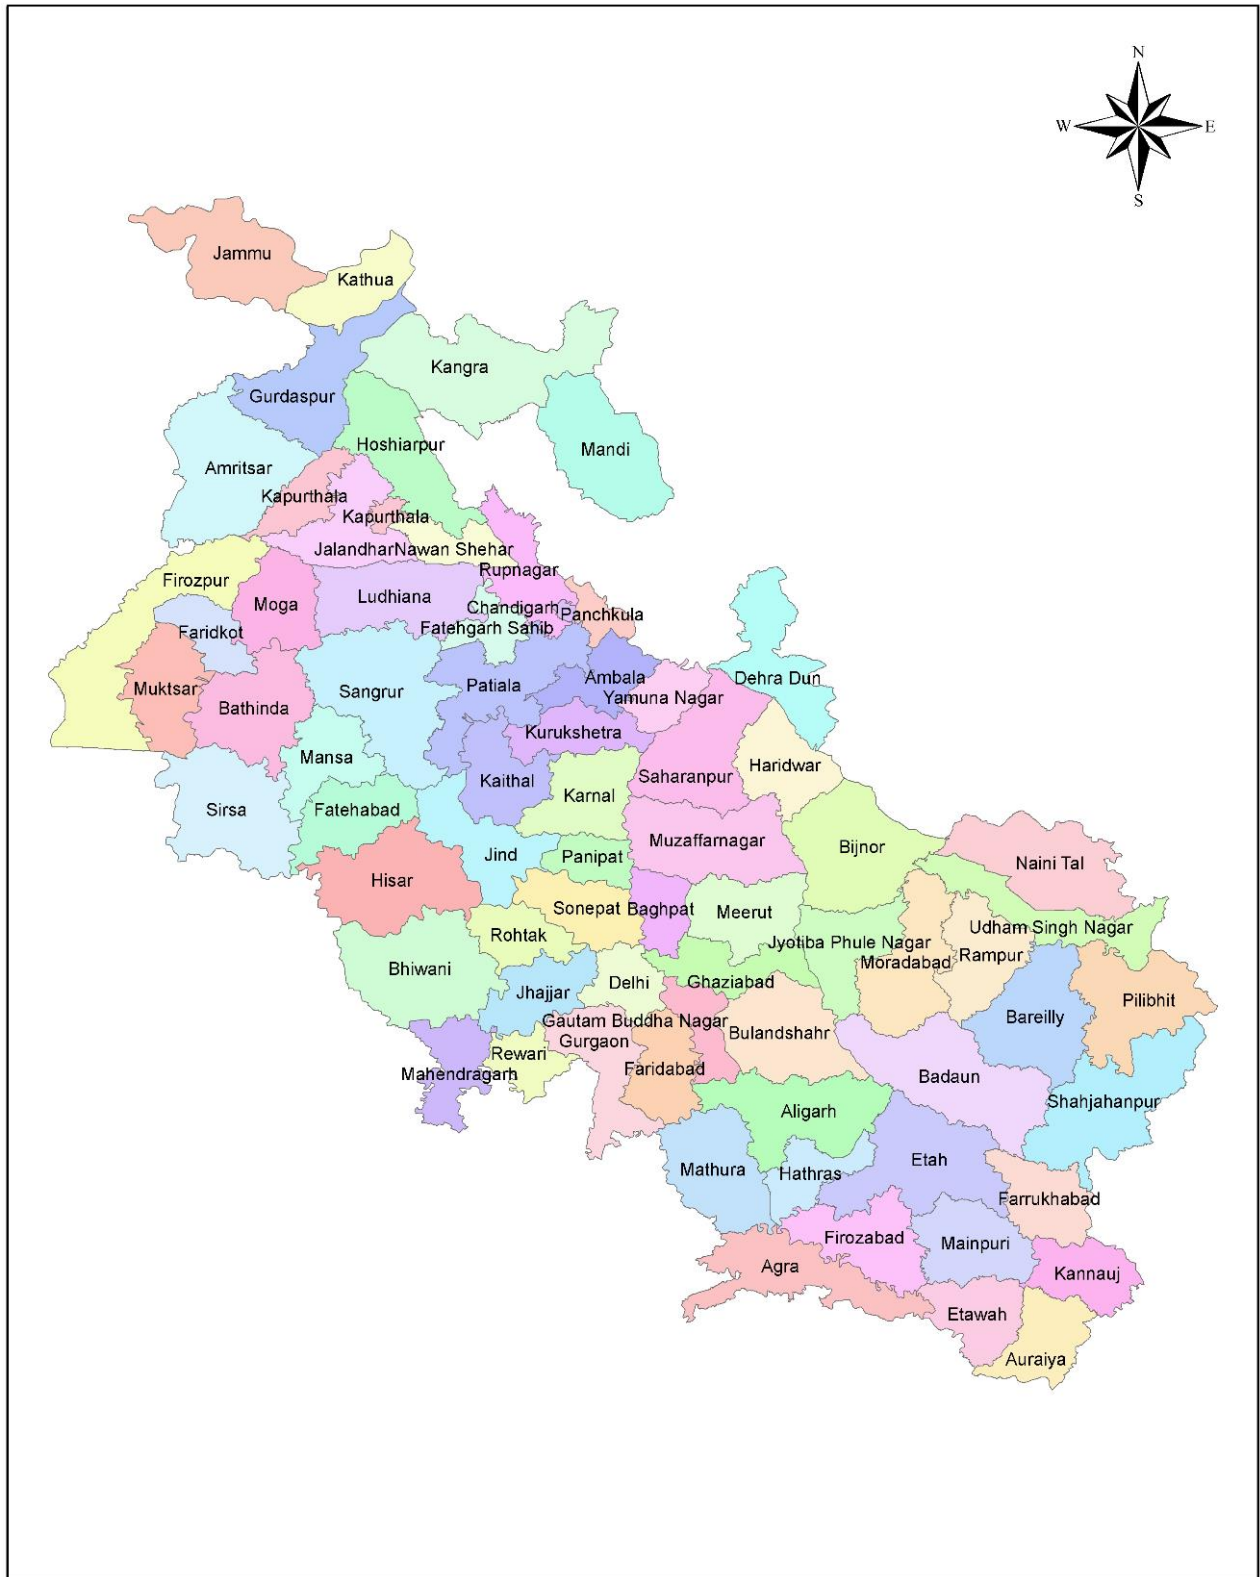 N
W
E
S
Jammu
Kathua
Kangra
Gurdaspur
Hoshiarpur
Mandi
Amritsar
Kapurthala
Kapurthala
Jalandhar
Nawan Shehar
Rupnagar
Firozpur
Ludhiana
Moga
Chandigarh
Panchkula
Fatehgarh Sahib
Faridkot
Ambala
Dehra Dun
Patiala
Muktsar
Sangrur
Yamuna Nagar
Bathinda
Kurukshetra
Mansa
Haridwar
Saharanpur
Kaithal
Karnal
Sirsa
Fatehabad
Muzaffarnagar
Bijnor
Jind
Panipat
Naini Tal
Hisar
Sonepat
Baghpat
Meerut
Udham Singh Nagar
Rohtak
Jyotiba Phule Nagar
Rampur
Moradabad
Bhiwani
Delhi
Ghaziabad
Jhajjar
Pilibhit
Bareilly
Gautam Buddha Nagar
Bulandshahr
Gurgaon
Rewari
Mahendragarh
Faridabad
Badaun
Shahjahanpur
Aligarh
Etah
Mathura
Hathras
Farrukhabad
Firozabad
Mainpuri
Agra
Kannauj
Etawah
Auraiya